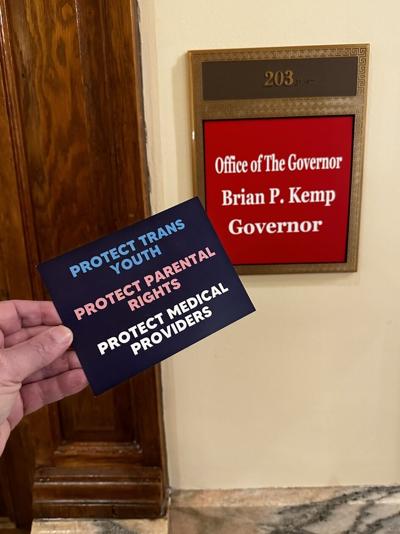 203
Office of The Governor
Brian P. Kemp
Governor
PROTECT TRANS
YOUTH
PROTECT PARENTAL
RIGHTS
PROTECT MEDICAL
PROVIDERS